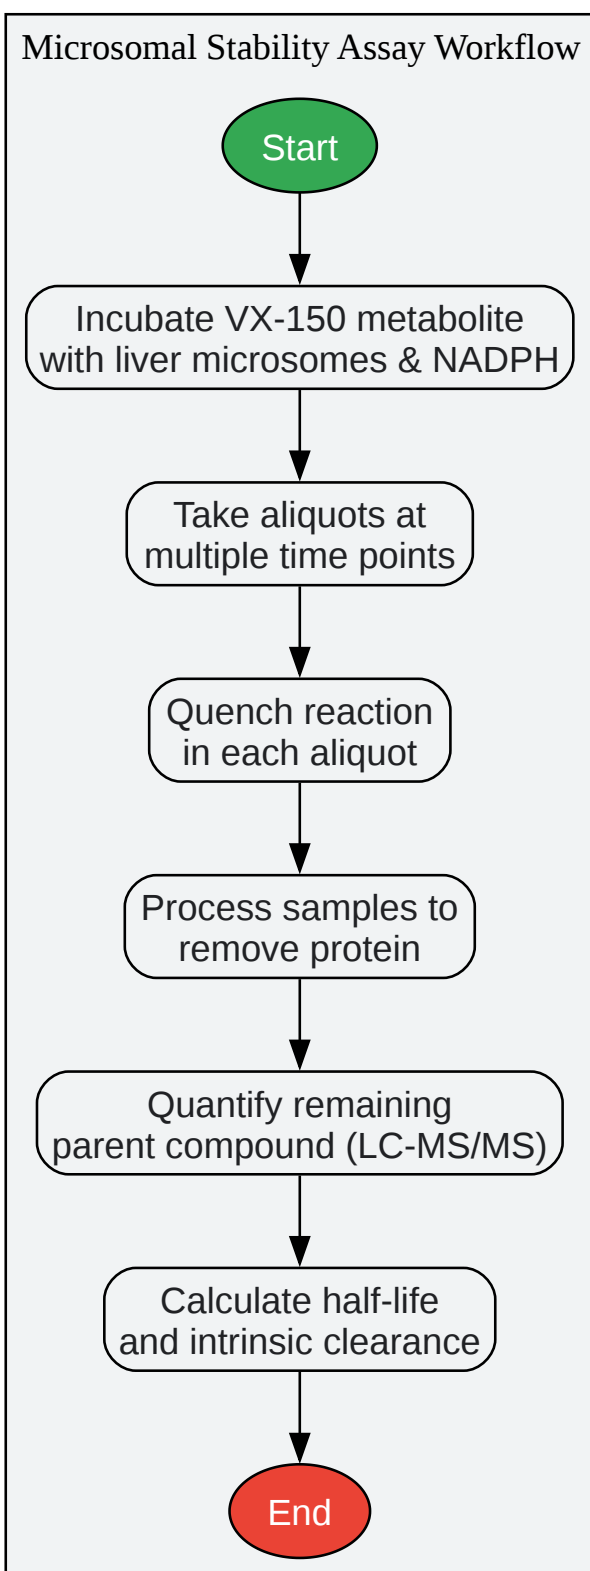 Microsomal Stability Assay Workflow
Start
Incubate VX-150 metabolite
with liver microsomes & NADPH
Take aliquots at
multiple time points
Quench reaction
in each aliquot
Process samples to
remove protein
Quantify remaining
parent compound (LC-MS/MS)
Calculate half-life
and intrinsic clearance
End